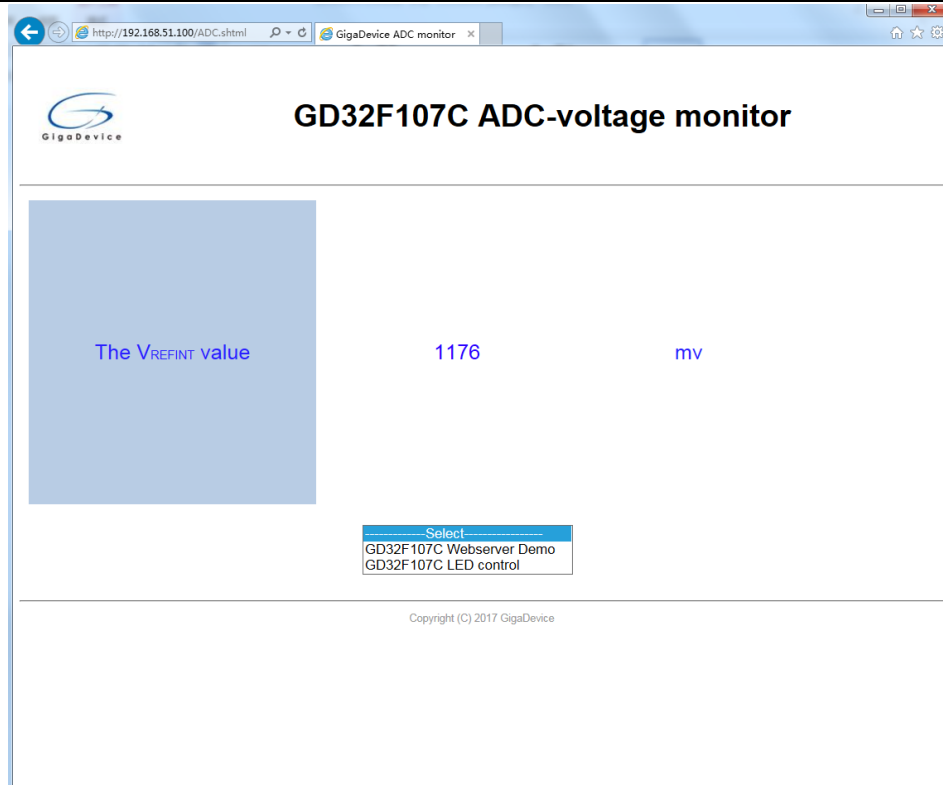 http://192.168.51.100/ADC.shtml
GigaDevice ADC monitor
GigaDevice
GD32F107C ADC-voltage monitor
The VREFINT value 1176 mv
-------------Select-----------------
GD32F107C Webserver Demo
GD32F107C LED control
Copyright (C) 2017 GigaDevice